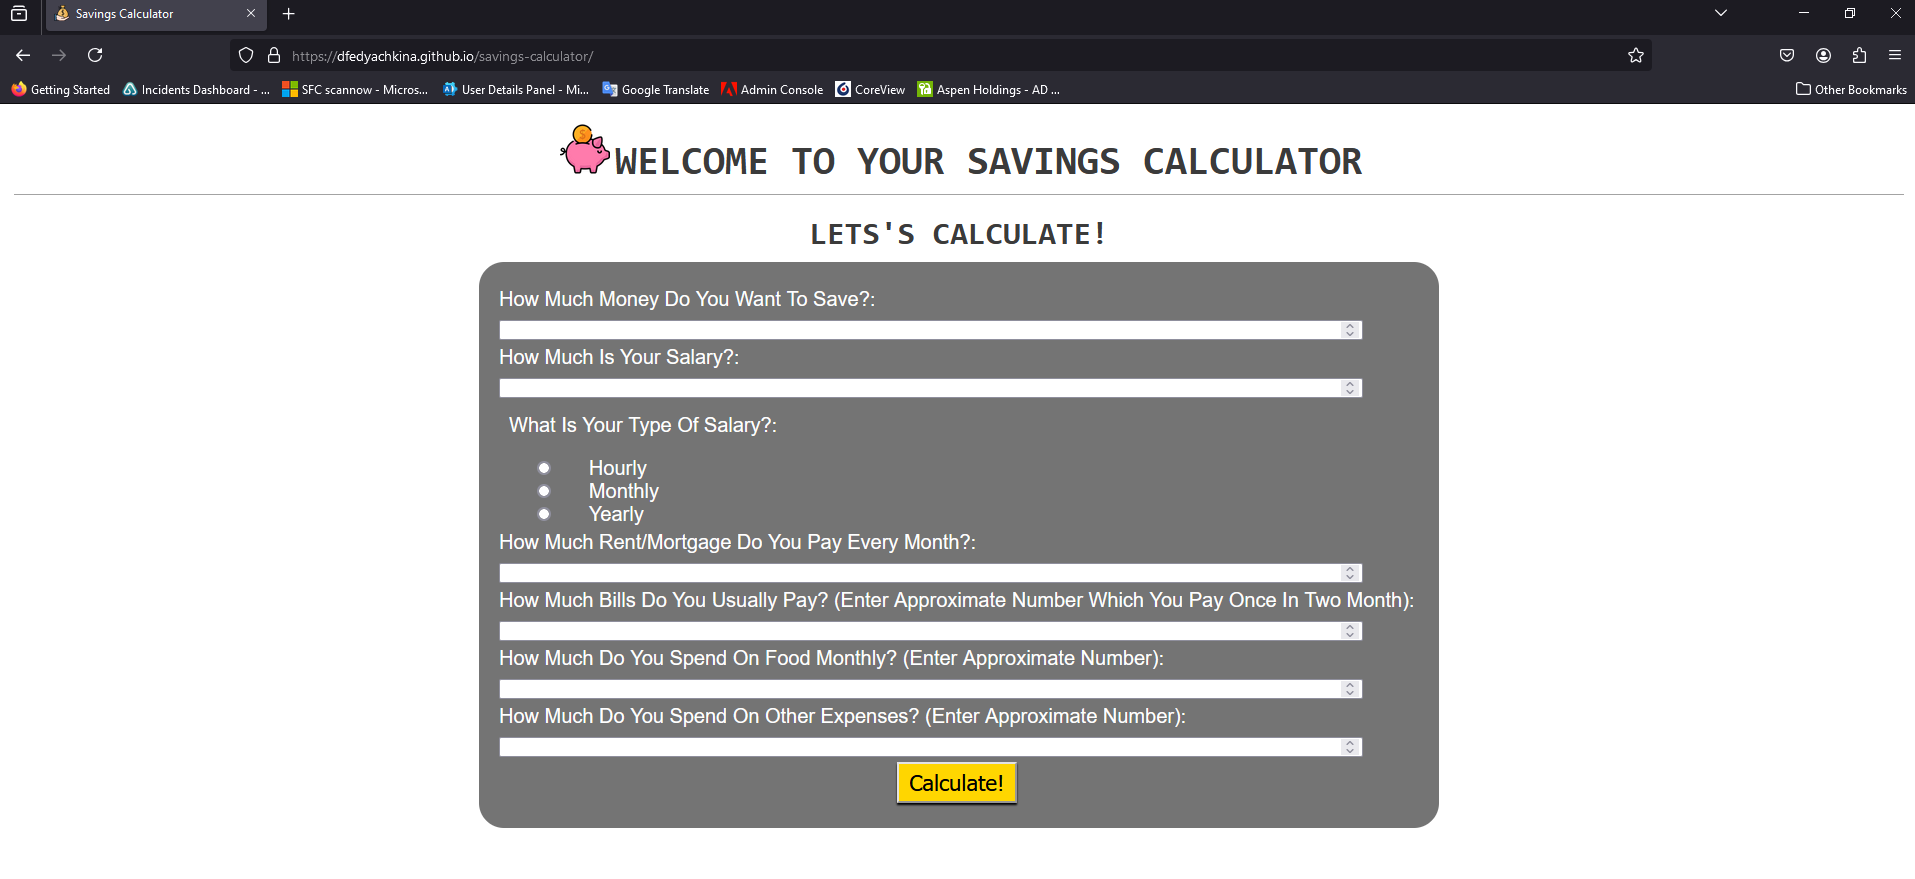 Savings Calculator
https://dfedyachkina.github.io/savings-calculator/
Getting Started Incidents Dashboard - ... SFC scannow - Micros... User Details Panel - Mi... Google Translate Admin Console CoreView Aspen Holdings - AD ... Other Bookmarks
WELCOME TO YOUR SAVINGS CALCULATOR
LETS'S CALCULATE!
How Much Money Do You Want To Save?:
How Much Is Your Salary?:
What Is Your Type Of Salary?:
Hourly
Monthly
Yearly
How Much Rent/Mortgage Do You Pay Every Month?:
How Much Bills Do You Usually Pay? (Enter Approximate Number Which You Pay Once In Two Month):
How Much Do You Spend On Food Monthly? (Enter Approximate Number):
How Much Do You Spend On Other Expenses? (Enter Approximate Number):
Calculate!